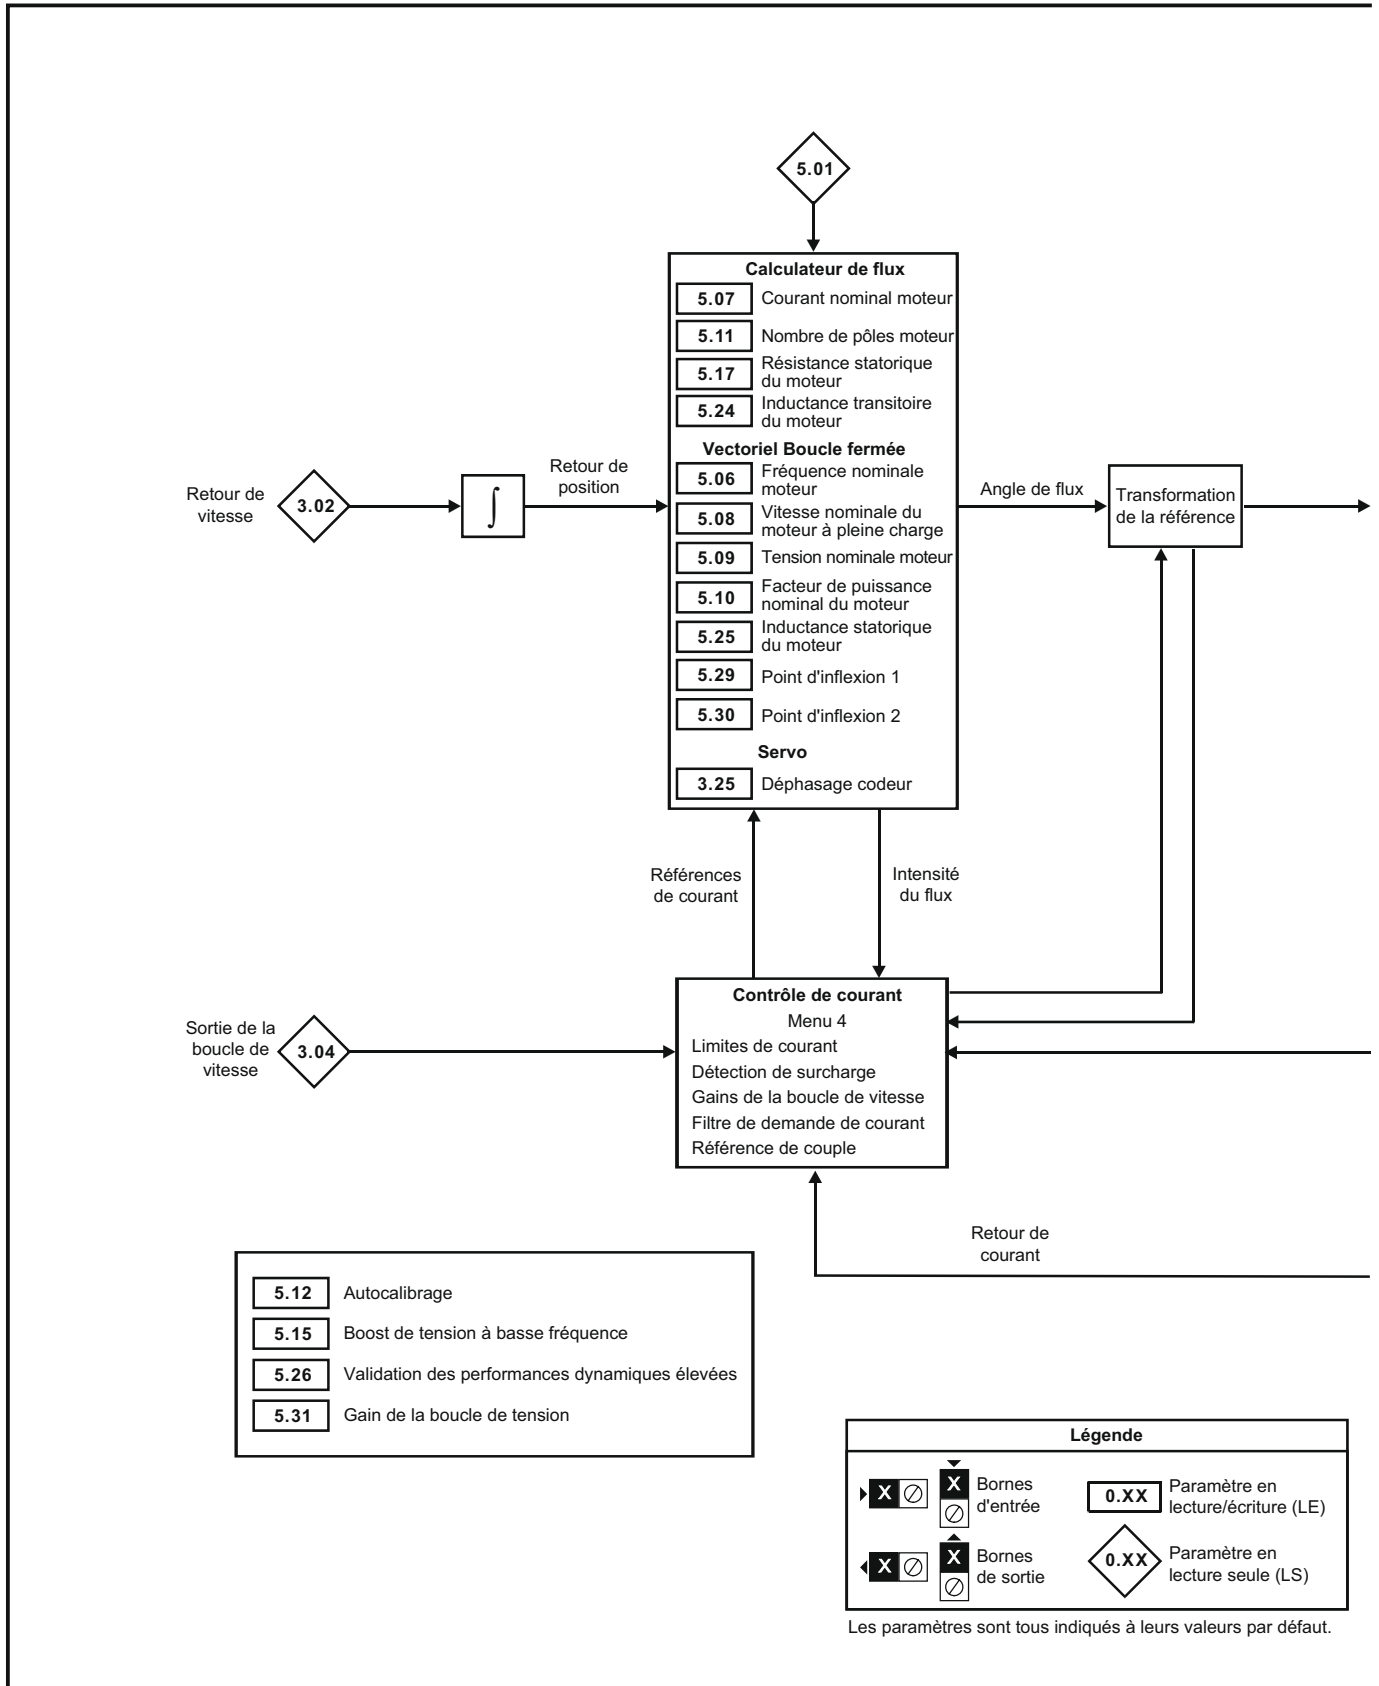 5.01
Calculateur de flux
5.07 Courant nominal moteur
5.11 Nombre de pôles moteur
5.17 Résistance statorique
du moteur
5.24 Inductance transitoire
du moteur
Vectoriel Boucle fermée
5.06 Fréquence nominale
moteur
5.08 Vitesse nominale du
moteur à pleine charge
5.09 Tension nominale moteur
5.10 Facteur de puissance
nominal du moteur
5.25 Inductance statorique
du moteur
5.29 Point d'inflexion 1
5.30 Point d'inflexion 2
Servo
3.25 Déphasage codeur
Retour de
vitesse
3.02
∫
Retour de
position
Angle de flux
Transformation
de la référence
Références
de courant
Intensité
du flux
Sortie de la
boucle de
vitesse
3.04
Contrôle de courant
Menu 4
Limites de courant
Détection de surcharge
Gains de la boucle de vitesse
Filtre de demande de courant
Référence de couple
Retour de
courant
5.12 Autocalibrage
5.15 Boost de tension à basse fréquence
5.26 Validation des performances dynamiques élevées
5.31 Gain de la boucle de tension
Légende
X X Bornes
d'entrée
0.XX Paramètre en
lecture/écriture (LE)
X X Bornes
de sortie
0.XX Paramètre en
lecture seule (LS)
Les paramètres sont tous indiqués à leurs valeurs par défaut.